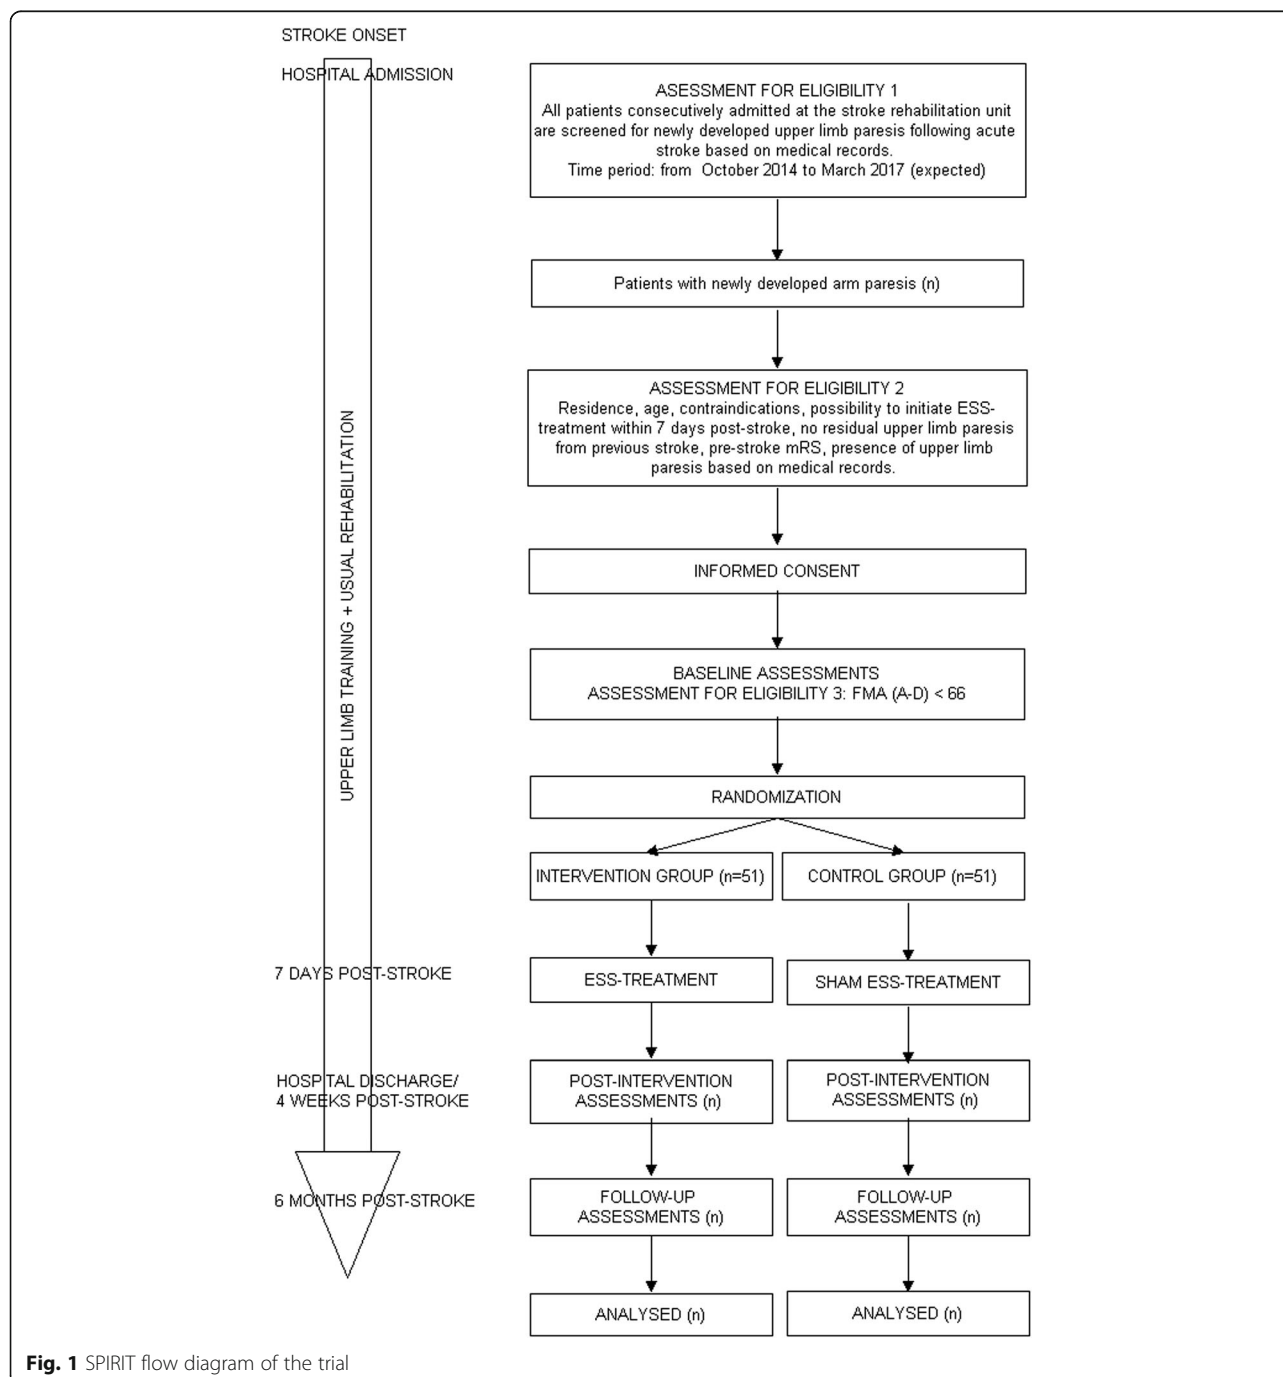 STROKE ONSET
HOSPITAL ADMISSION
ASESSMENT FOR ELIGIBILITY 1
All patients consecutively admitted at the stroke rehabilitation unit
are screened for newly developed upper limb paresis following acute
stroke based on medical records.
Time period: from October 2014 to March 2017 (expected)
Patients with newly developed arm paresis (n)
ASSESSMENT FOR ELIGIBILITY 2
Residence, age, contraindications, possibility to initiate ESS-
treatment within 7 days post-stroke, no residual upper limb paresis
from previous stroke, pre-stroke mRS, presence of upper limb
paresis based on medical records.
UPPER LIMB TRAINING + USUAL REHABILITATION
INFORMED CONSENT
BASELINE ASSESSMENTS
ASSESSMENT FOR ELIGIBILITY 3: FMA (A-D) < 66
RANDOMIZATION
INTERVENTION GROUP (n=51)
CONTROL GROUP (n=51)
7 DAYS POST-STROKE
ESS-TREATMENT
SHAM ESS-TREATMENT
HOSPITAL DISCHARGE/
4 WEEKS POST-STROKE
POST-INTERVENTION
ASSESSMENTS (n)
POST-INTERVENTION
ASSESSMENTS (n)
6 MONTHS POST-STROKE
FOLLOW-UP
ASSESSMENTS (n)
FOLLOW-UP
ASSESSMENTS (n)
ANALYSED (n)
ANALYSED (n)
Fig. 1 SPIRIT flow diagram of the trial